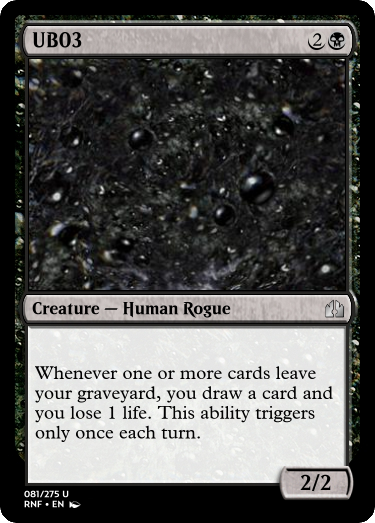 UB03 2
Creature — Human Rogue
Whenever one or more cards leave
your graveyard, you draw a card and
you lose 1 life. This ability triggers
only once each turn.
2/2
081/275 U
RNF • EN